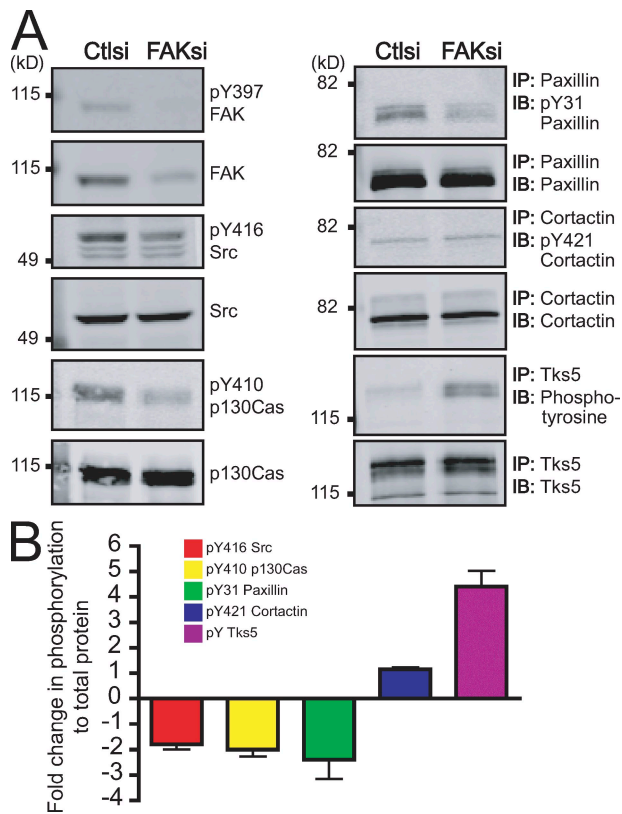 A
(kD)
Ctlsi FAKsi
115
pY397
FAK
115
FAK
pY416
Src
49
Src
49
115
pY410
p130Cas
115
p130Cas
(kD)
Ctlsi FAKsi
82
IP: Paxillin
IB: pY31
Paxillin
82
IP: Paxillin
IB: Paxillin
82
IP: Cortactin
IB: pY421
Cortactin
82
IP: Cortactin
IB: Cortactin
IP: Tks5
IB: Phospho-
tyrosine
115
IP: Tks5
IB: Tks5
115
B
Fold change in phosphorylation
to total protein
6
5
4
3
2
1
0
-1
-2
-3
-4
pY416 Src
pY410 p130Cas
pY31 Paxillin
pY421 Cortactin
pY Tks5